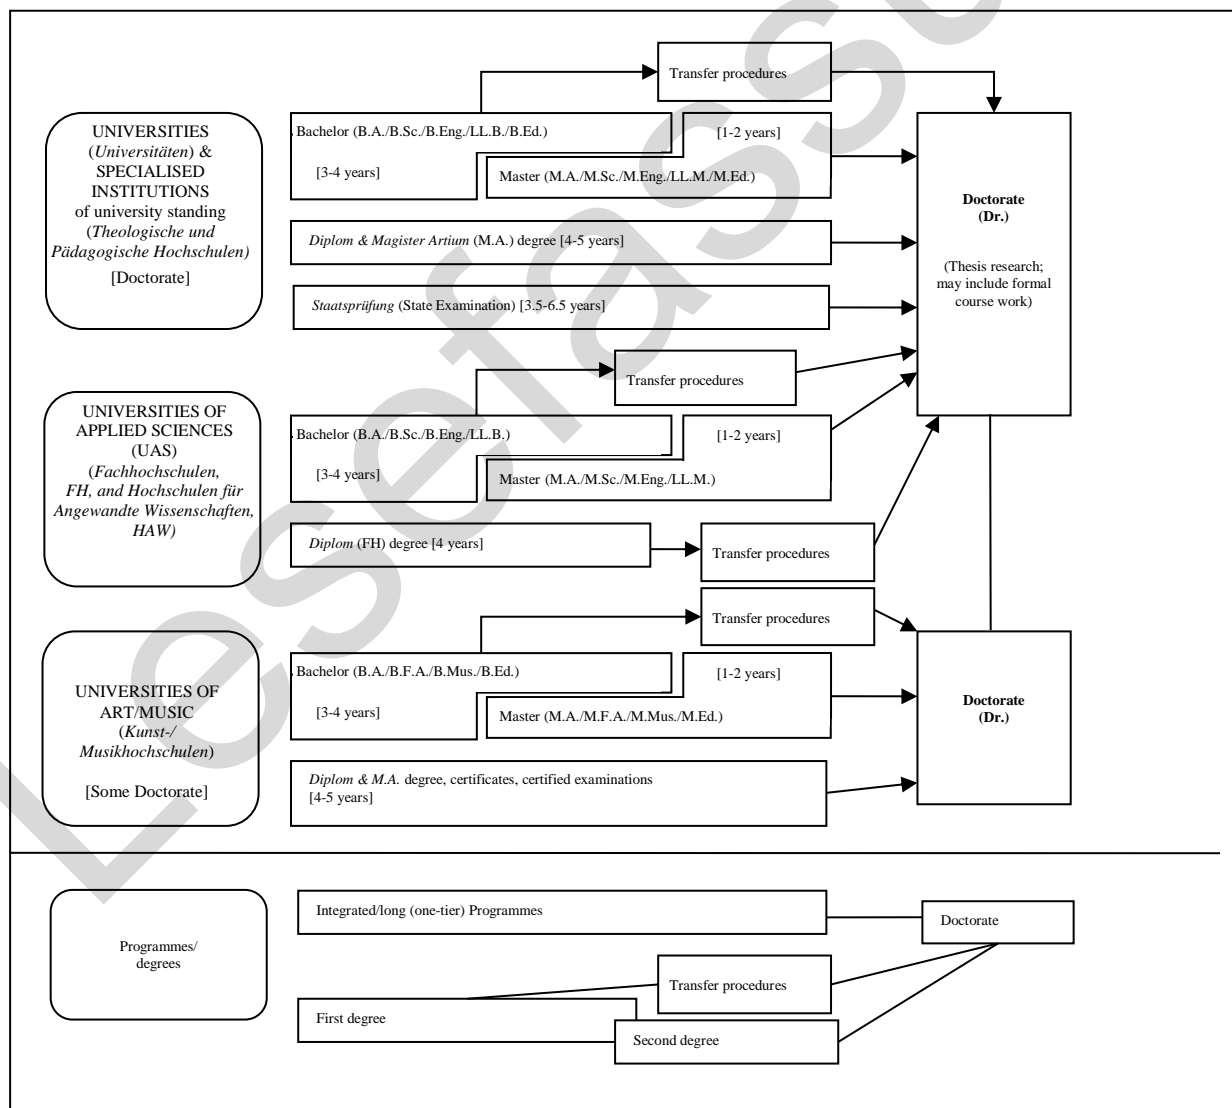 Transfer procedures
UNIVERSITIES
(Universitäten) &
SPECIALISED
INSTITUTIONS
of university standing
(Theologische und
Pädagogische Hochschulen)
[Doctorate]
Bachelor (B.A./B.Sc./B.Eng./LL.B./B.Ed.)
[3-4 years]
[1-2 years]
Master (M.A./M.Sc./M.Eng./LL.M./M.Ed.)
Diplom & Magister Artium (M.A.) degree [4-5 years]
Staatsprüfung (State Examination) [3.5-6.5 years]
Doctorate
(Dr.)
(Thesis research;
may include formal
course work)
Transfer procedures
UNIVERSITIES OF
APPLIED SCIENCES
(UAS)
(Fachhochschulen,
FH, and Hochschulen für
Angewandte Wissenschaften,
HAW)
Bachelor (B.A./B.Sc./B.Eng./LL.B.)
[3-4 years]
[1-2 years]
Master (M.A./M.Sc./M.Eng./LL.M.)
Diplom (FH) degree [4 years]
Transfer procedures
Transfer procedures
UNIVERSITIES OF
ART/MUSIC
(Kunst-/
Musikhochschulen)
[Some Doctorate]
Bachelor (B.A./B.F.A./B.Mus./B.Ed.)
[3-4 years]
[1-2 years]
Master (M.A./M.F.A./M.Mus./M.Ed.)
Diplom & M.A. degree, certificates, certified examinations
[4-5 years]
Doctorate
(Dr.)
Programmes/
degrees
Integrated/long (one-tier) Programmes
Doctorate
Transfer procedures
First degree
Second degree